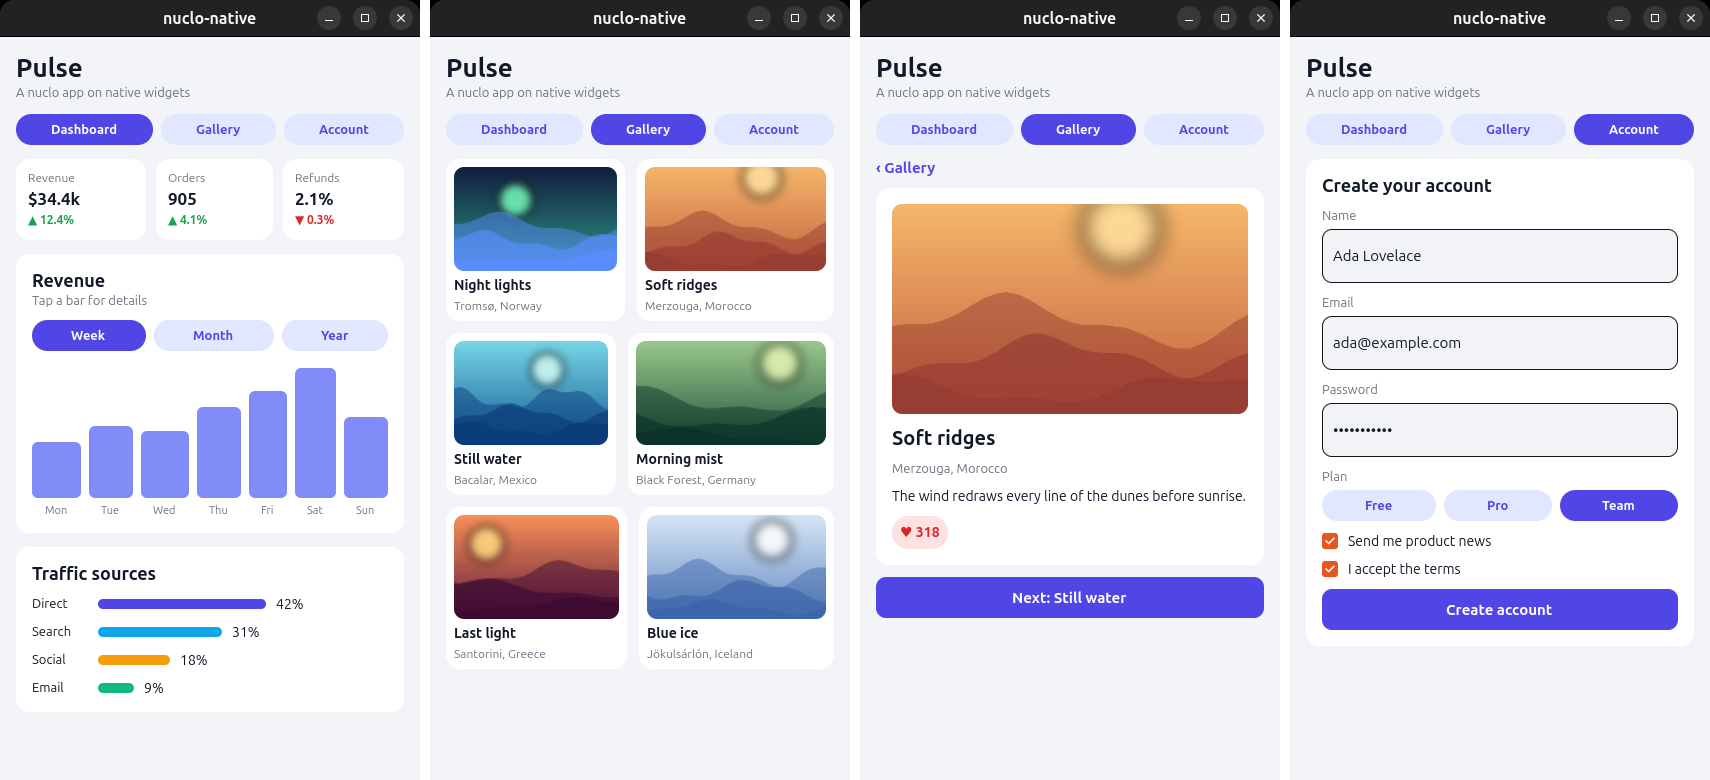 nuclo-native
Pulse
A nuclo app on native widgets
Dashboard Gallery Account
Revenue Orders Refunds
$34.4k 905 2.1%
▲ 12.4% ▲ 4.1% ▼ 0.3%
Revenue
Tap a bar for details
Week Month Year
Mon Tue Wed Thu Fri Sat Sun
Traffic sources
Direct 42%
Search 31%
Social 18%
Email 9%
nuclo-native
Pulse
A nuclo app on native widgets
Dashboard Gallery Account
Night lights
Tromsø, Norway
Soft ridges
Merzouga, Morocco
Still water
Bacalar, Mexico
Morning mist
Black Forest, Germany
Last light
Santorini, Greece
Blue ice
Jökulsárlón, Iceland
nuclo-native
Pulse
A nuclo app on native widgets
Dashboard Gallery Account
‹ Gallery
Soft ridges
Merzouga, Morocco
The wind redraws every line of the dunes before sunrise.
♥ 318
Next: Still water
nuclo-native
Pulse
A nuclo app on native widgets
Dashboard Gallery Account
Create your account
Name
Ada Lovelace
Email
ada@example.com
Password
•••••••••••
Plan
Free Pro Team
Send me product news
I accept the terms
Create account